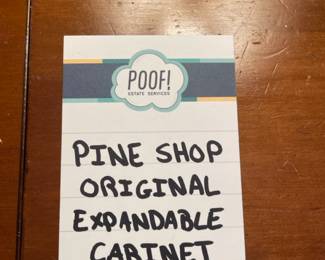 POOF!
ESTATE SERVICES
PINE SHOP
ORIGINAL
EXPANDABLE
CABINET